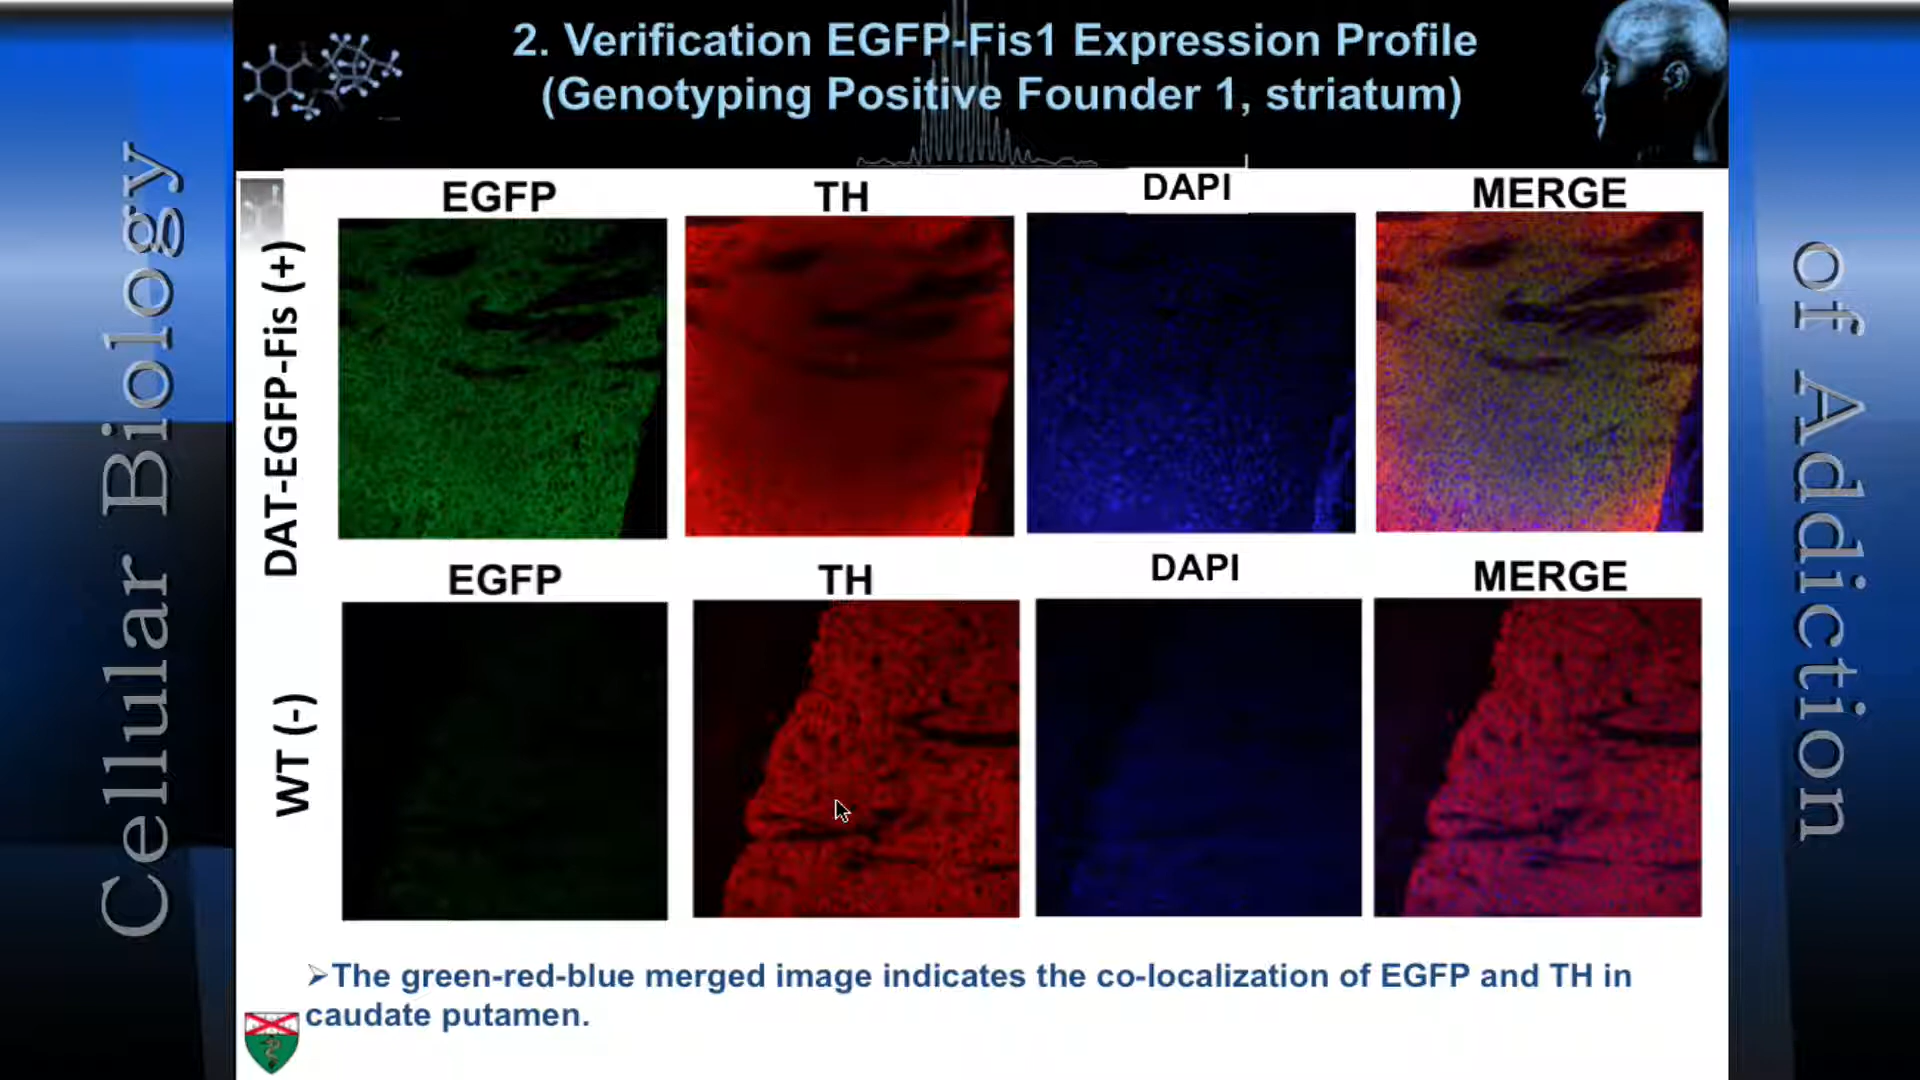 2. Verification EGFP-Fis1 Expression Profile
(Genotyping Positive Founder 1, striatum)
Cellular Biology
of Addiction
EGFP
TH
DAPI
MERGE
DAT-EGFP-Fis (+)
EGFP
TH
DAPI
MERGE
WT (-)
➢The green-red-blue merged image indicates the co-localization of EGFP and TH in
caudate putamen.